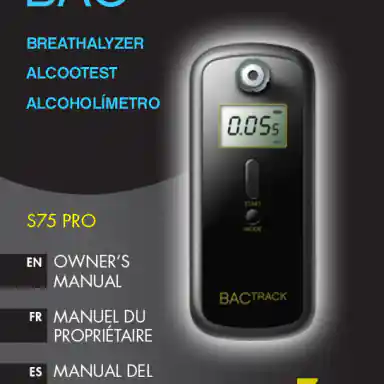 BAC
BREATHALYZER
ALCOOTEST
ALCOHOLÍMETRO
0.055
START
MODE
BACTRACK
S75 PRO
EN OWNER'S
MANUAL
FR MANUEL DU
PROPRIÉTAIRE
ES MANUAL DEL